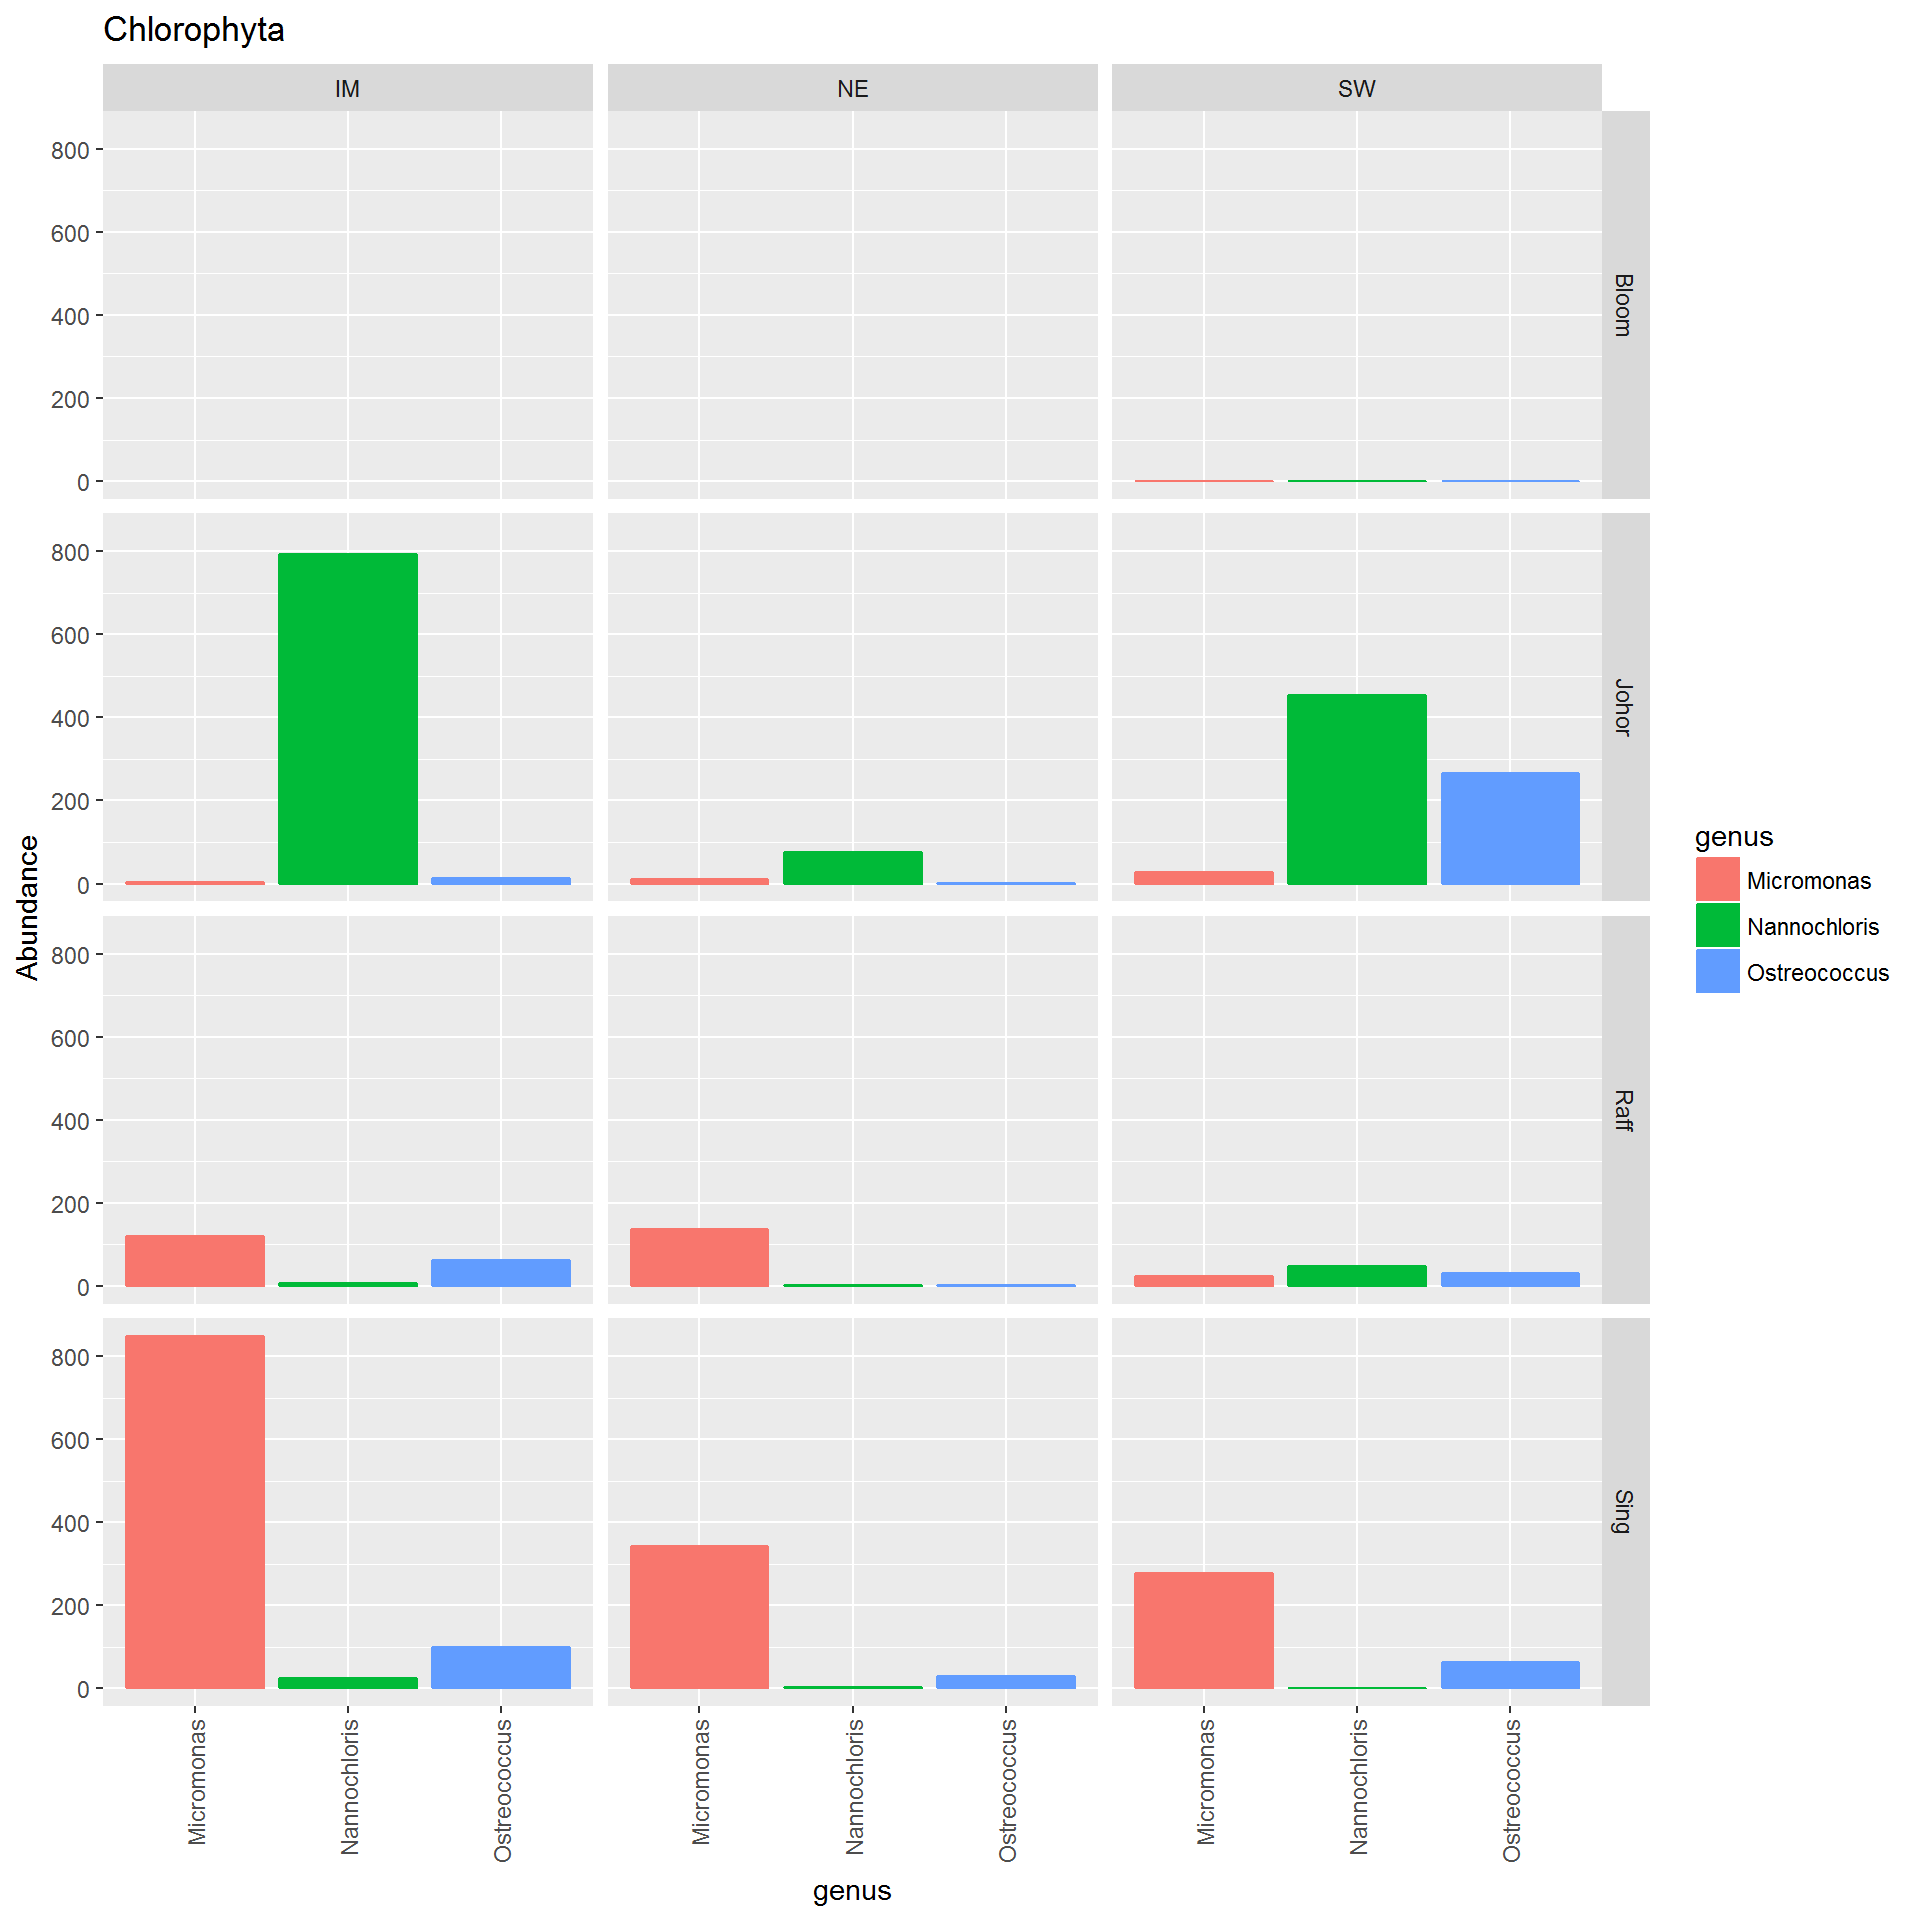 Chlorophyta
IM
NE
SW
800
600
400
200
0
Bloom
800
600
400
200
0
Johor
800
600
400
200
0
Raff
800
600
400
200
0
Sing
Abundance
Micromonas
Nannochloris
Ostreococcus
Micromonas
Nannochloris
Ostreococcus
Micromonas
Nannochloris
Ostreococcus
genus
genus
Micromonas
Nannochloris
Ostreococcus